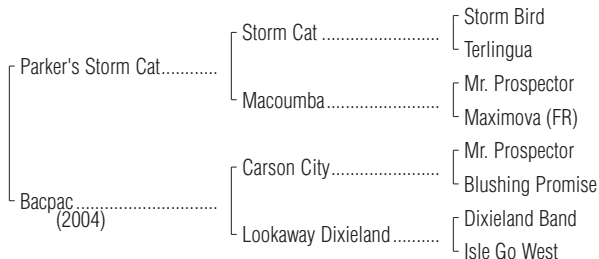 Storm Bird
Storm Cat ........................
Terlingua
Parker's Storm Cat............
Mr. Prospector
Macoumba.......................
Maximova (FR)
Mr. Prospector
Carson City......................
Blushing Promise
Bacpac .............................
(2004)
Dixieland Band
Lookaway Dixieland..........
Isle Go West